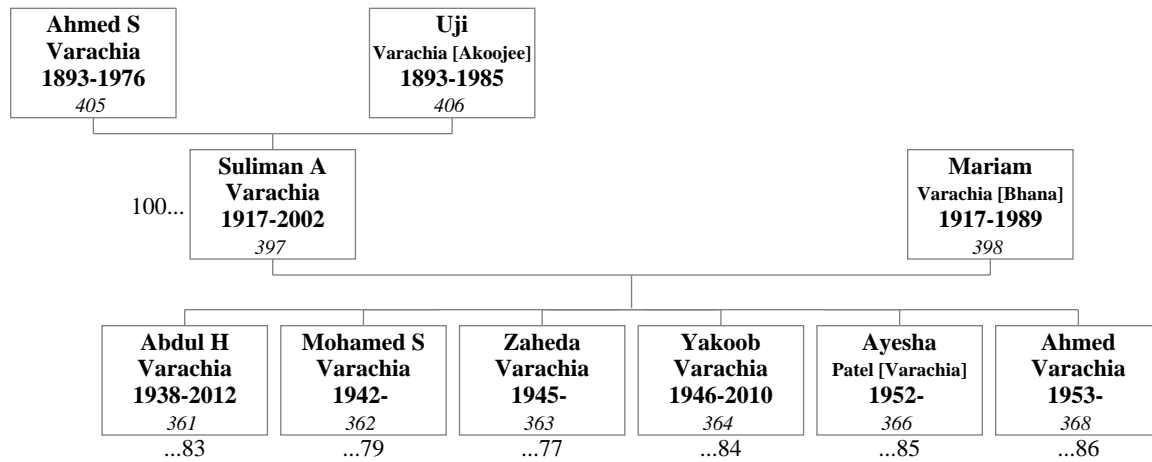 Ahmed S
Varachia
1893-1976
405
Uji
Varachia [Akoojee]
1893-1985
406
100...
Suliman A
Varachia
1917-2002
397
Mariam
Varachia [Bhana]
1917-1989
398
Abdul H
Varachia
1938-2012
361
...83
Mohamed S
Varachia
1942-
362
...79
Zaheda
Varachia
1945-
363
...77
Yakoob
Varachia
1946-2010
364
...84
Ayesha
Patel [Varachia]
1952-
366
...85
Ahmed
Varachia
1953-
368
...86